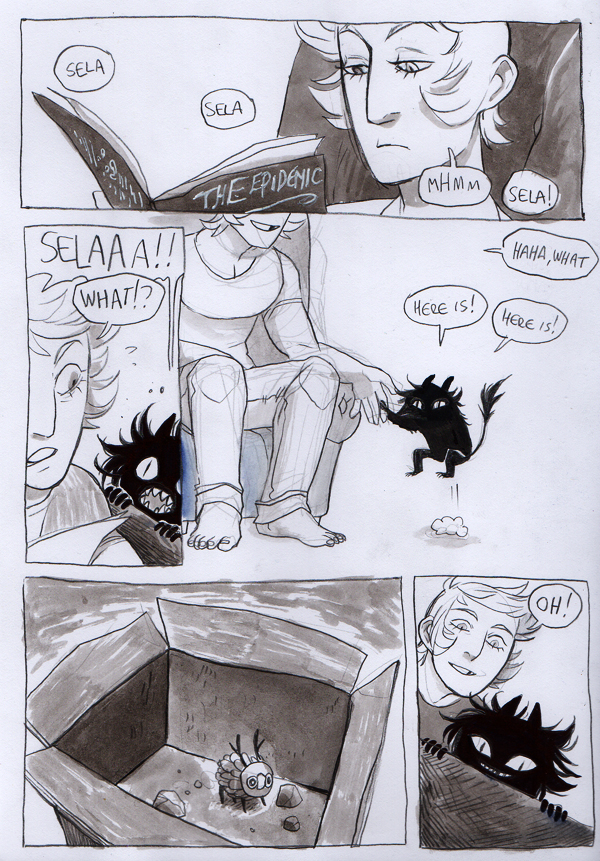 SELA
SELA
MHMM
SELA!
THE EPIDEMIC
SELAAA!!
WHAT!?
HAHA, WHAT
HERE IS!
HERE IS!
OH!